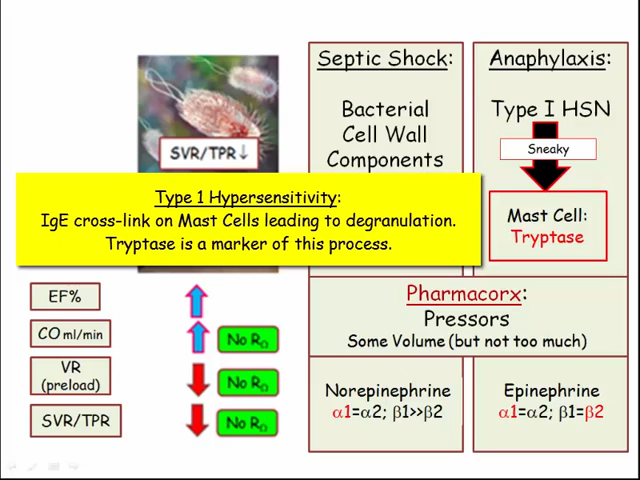 Septic Shock:
Bacterial
Cell Wall
Components
Anaphylaxis:
Type I HSN
Sneaky
Mast Cell:
Tryptase
SVR/TPR↓
Type 1 Hypersensitivity:
IgE cross-link on Mast Cells leading to degranulation.
Tryptase is a marker of this process.
Pharmacorx:
Pressors
Some Volume (but not too much)
EF%
CO ml/min
No RΩ
VR
(preload)
No RΩ
SVR/TPR
No RΩ
Norepinephrine
α1=α2; β1>>β2
Epinephrine
α1=α2; β1=β2